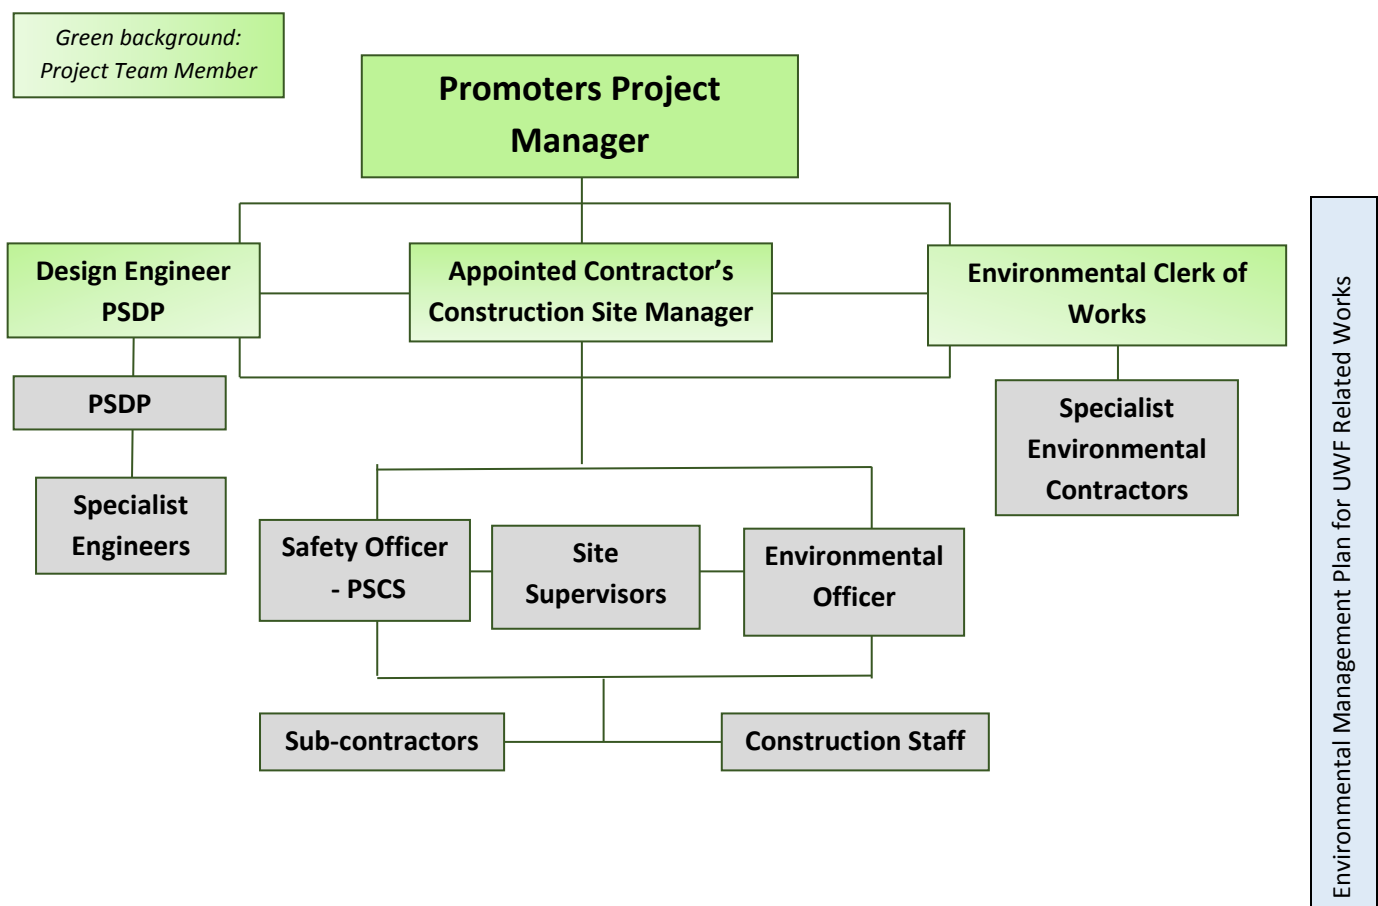 Green background:
Project Team Member
Promoters Project
Manager
Design Engineer
PSDP
Appointed Contractor’s
Construction Site Manager
Environmental Clerk of
Works
PSDP
Specialist
Engineers
Specialist
Environmental
Contractors
Safety Officer
- PSCS
Site
Supervisors
Environmental
Officer
Sub-contractors
Construction Staff
Environmental Management Plan for UWF Related Works